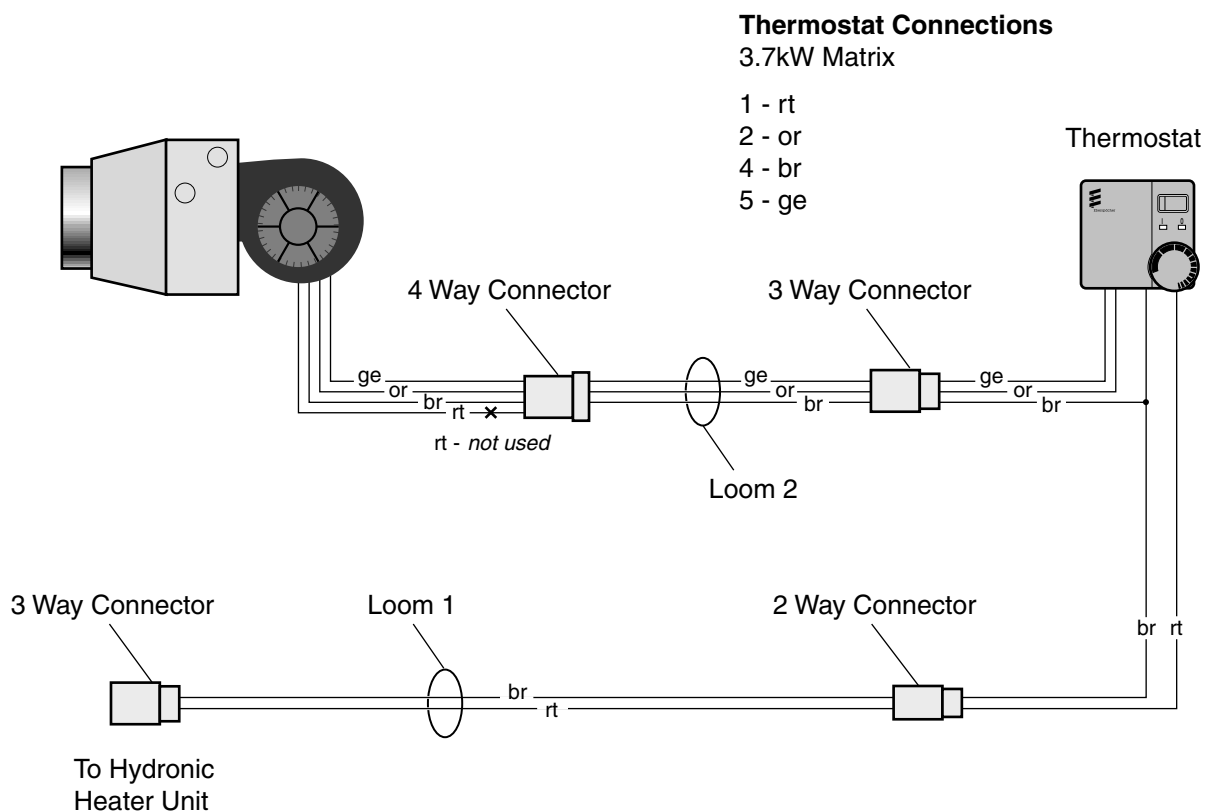 Thermostat Connections
3.7kW Matrix
1 - rt
2 - or
4 - br
5 - ge
Thermostat
4 Way Connector
3 Way Connector
ge
or
br
rt
rt - not used
ge
or
br
ge
or
br
Loom 2
3 Way Connector
Loom 1
2 Way Connector
br rt
br
rt
To Hydronic
Heater Unit